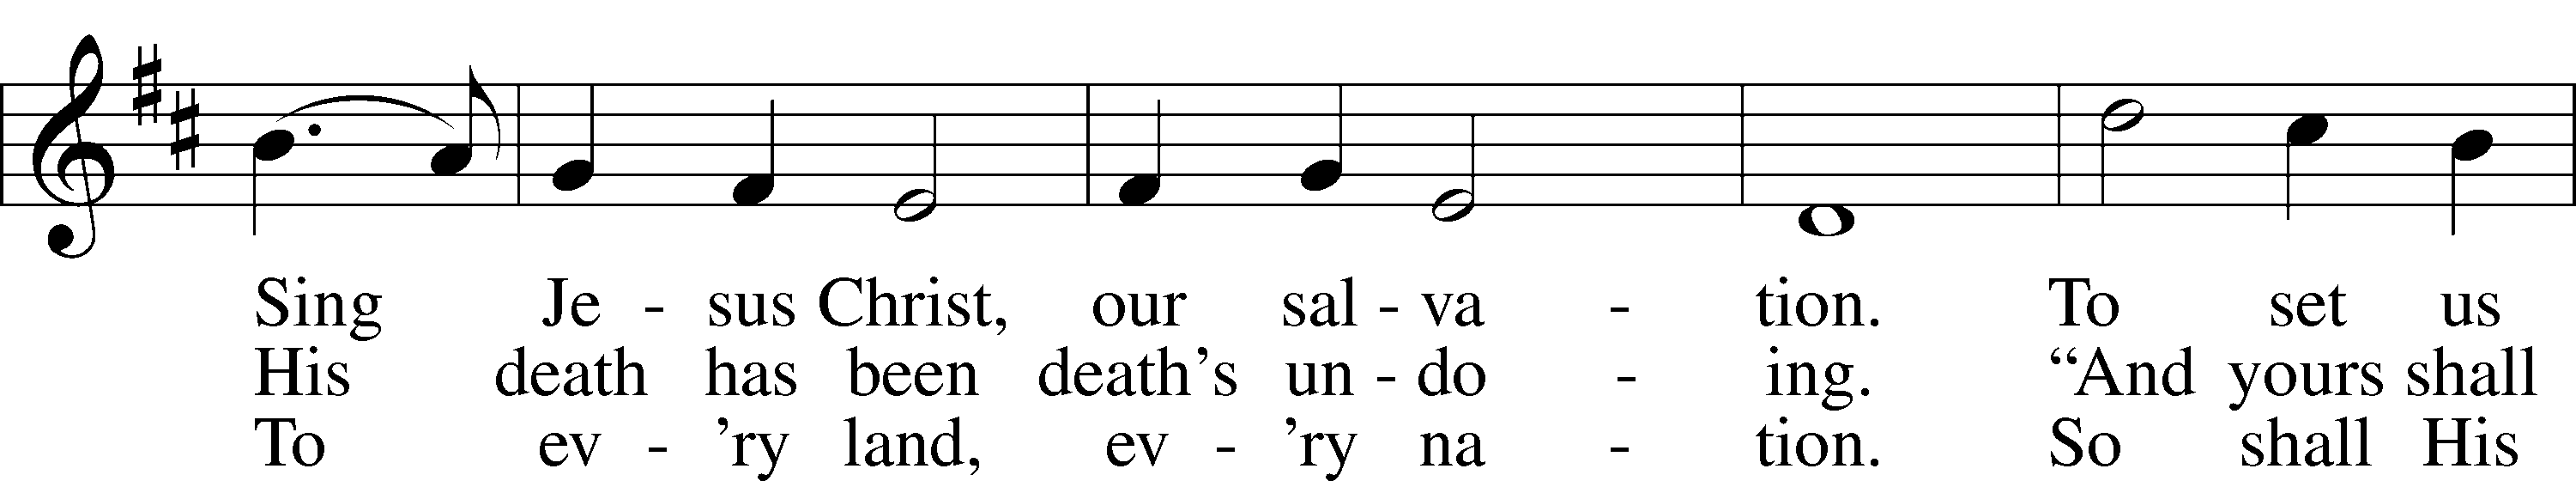 Sing Je - sus Christ, our sal - va - tion. To set us
His death has been death’s un - do - ing. “And yours shall
To ev - ’ry land, ev - ’ry na - tion. So shall His